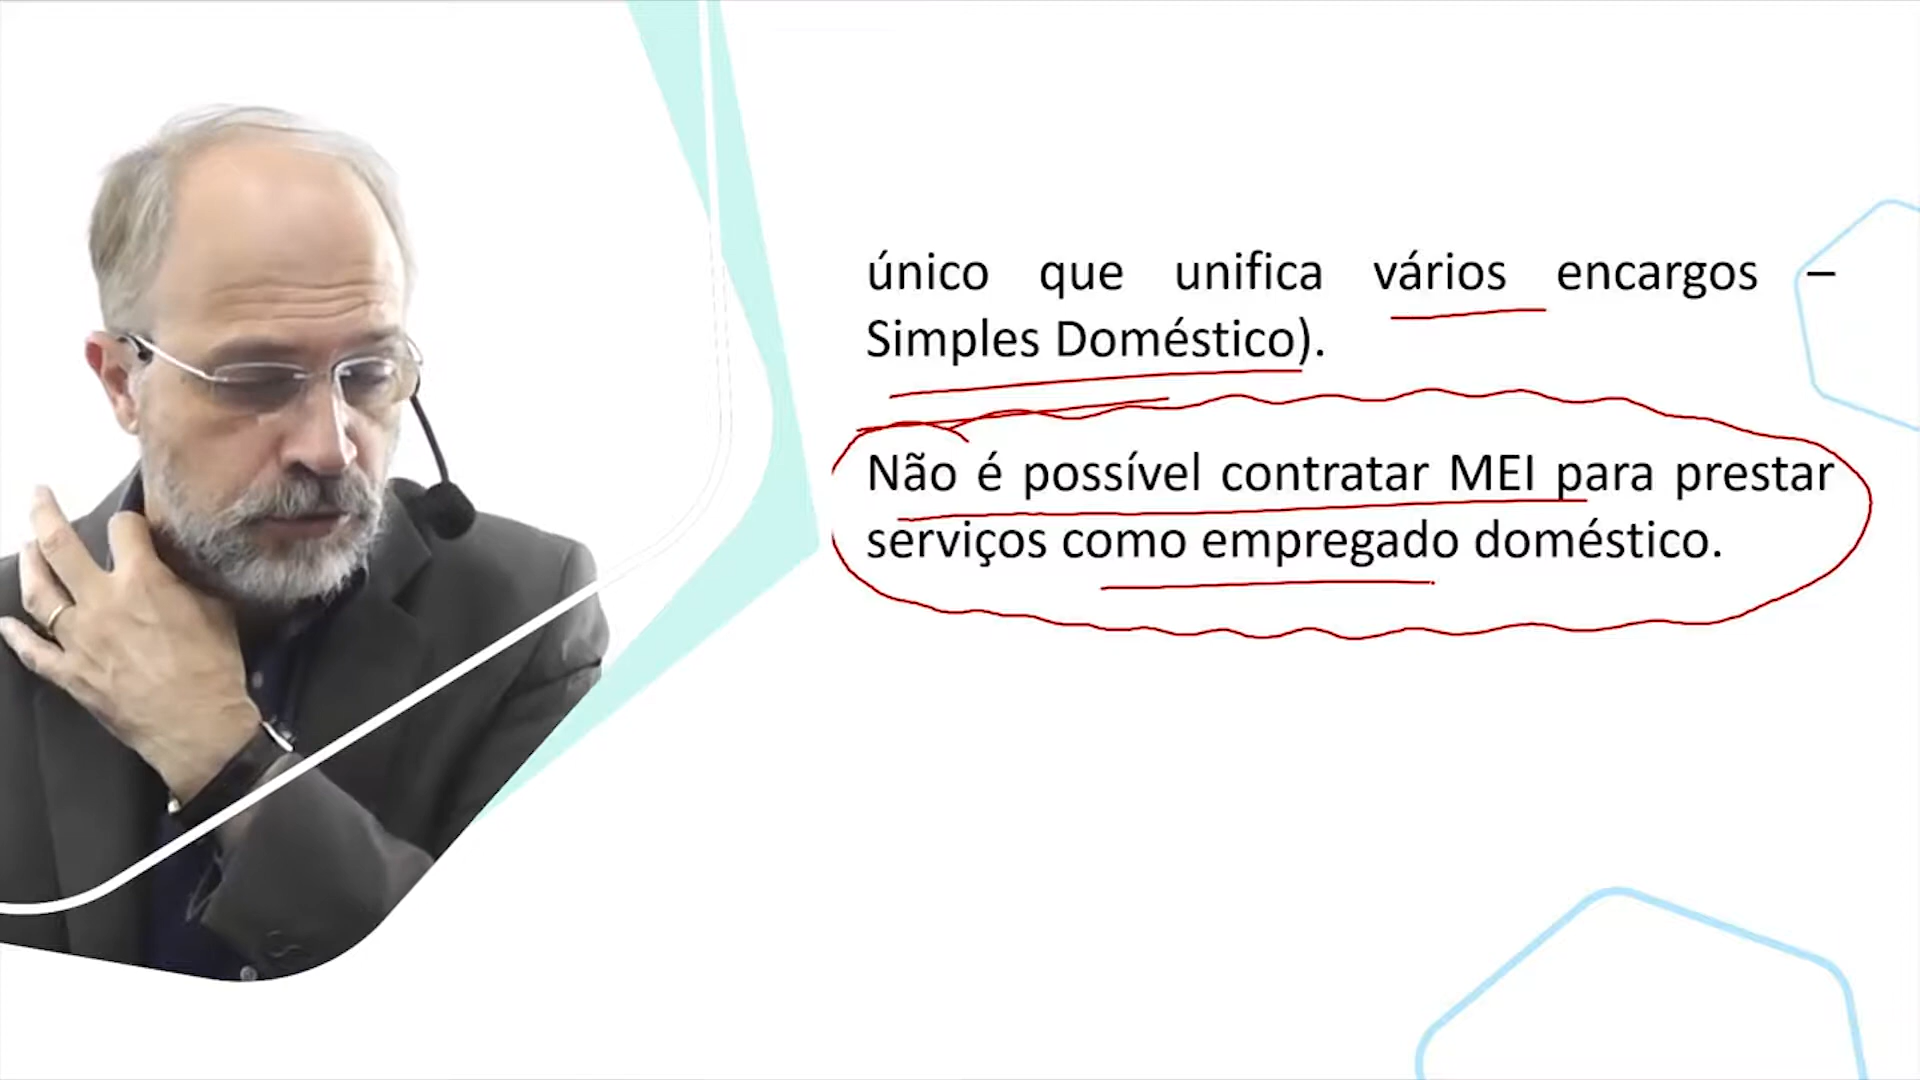 único que unifica vários encargos –
Simples Doméstico).
Não é possível contratar MEI para prestar
serviços como empregado doméstico.